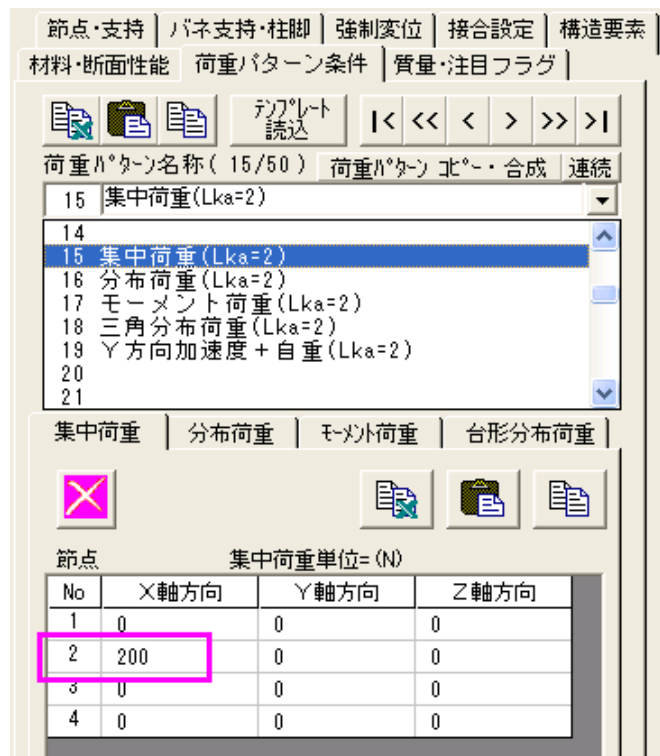 節点・支持 バネ支持・柱脚 強制変位 接合設定 構造要素
材料・断面性能 荷重パターン条件 質量・注目フラグ
ﾃﾝﾌﾟﾚｰﾄ
読込
|< << < > >> >|
荷重ﾊﾟﾀｰﾝ名称( 15/50 ) 荷重ﾊﾟﾀｰﾝ ｺﾋﾟｰ・合成 連続
15 集中荷重(Lka=2)
14
15 集中荷重(Lka=2)
16 分布荷重(Lka=2)
17 モーメント荷重(Lka=2)
18 三角分布荷重(Lka=2)
19 Y方向加速度+自重(Lka=2)
20
21
集中荷重 分布荷重 ﾓｰﾒﾝﾄ荷重 台形分布荷重
節点 集中荷重単位= (N)
No X軸方向 Y軸方向 Z軸方向
1 0 0 0
2 200 0 0
3 0 0 0
4 0 0 0